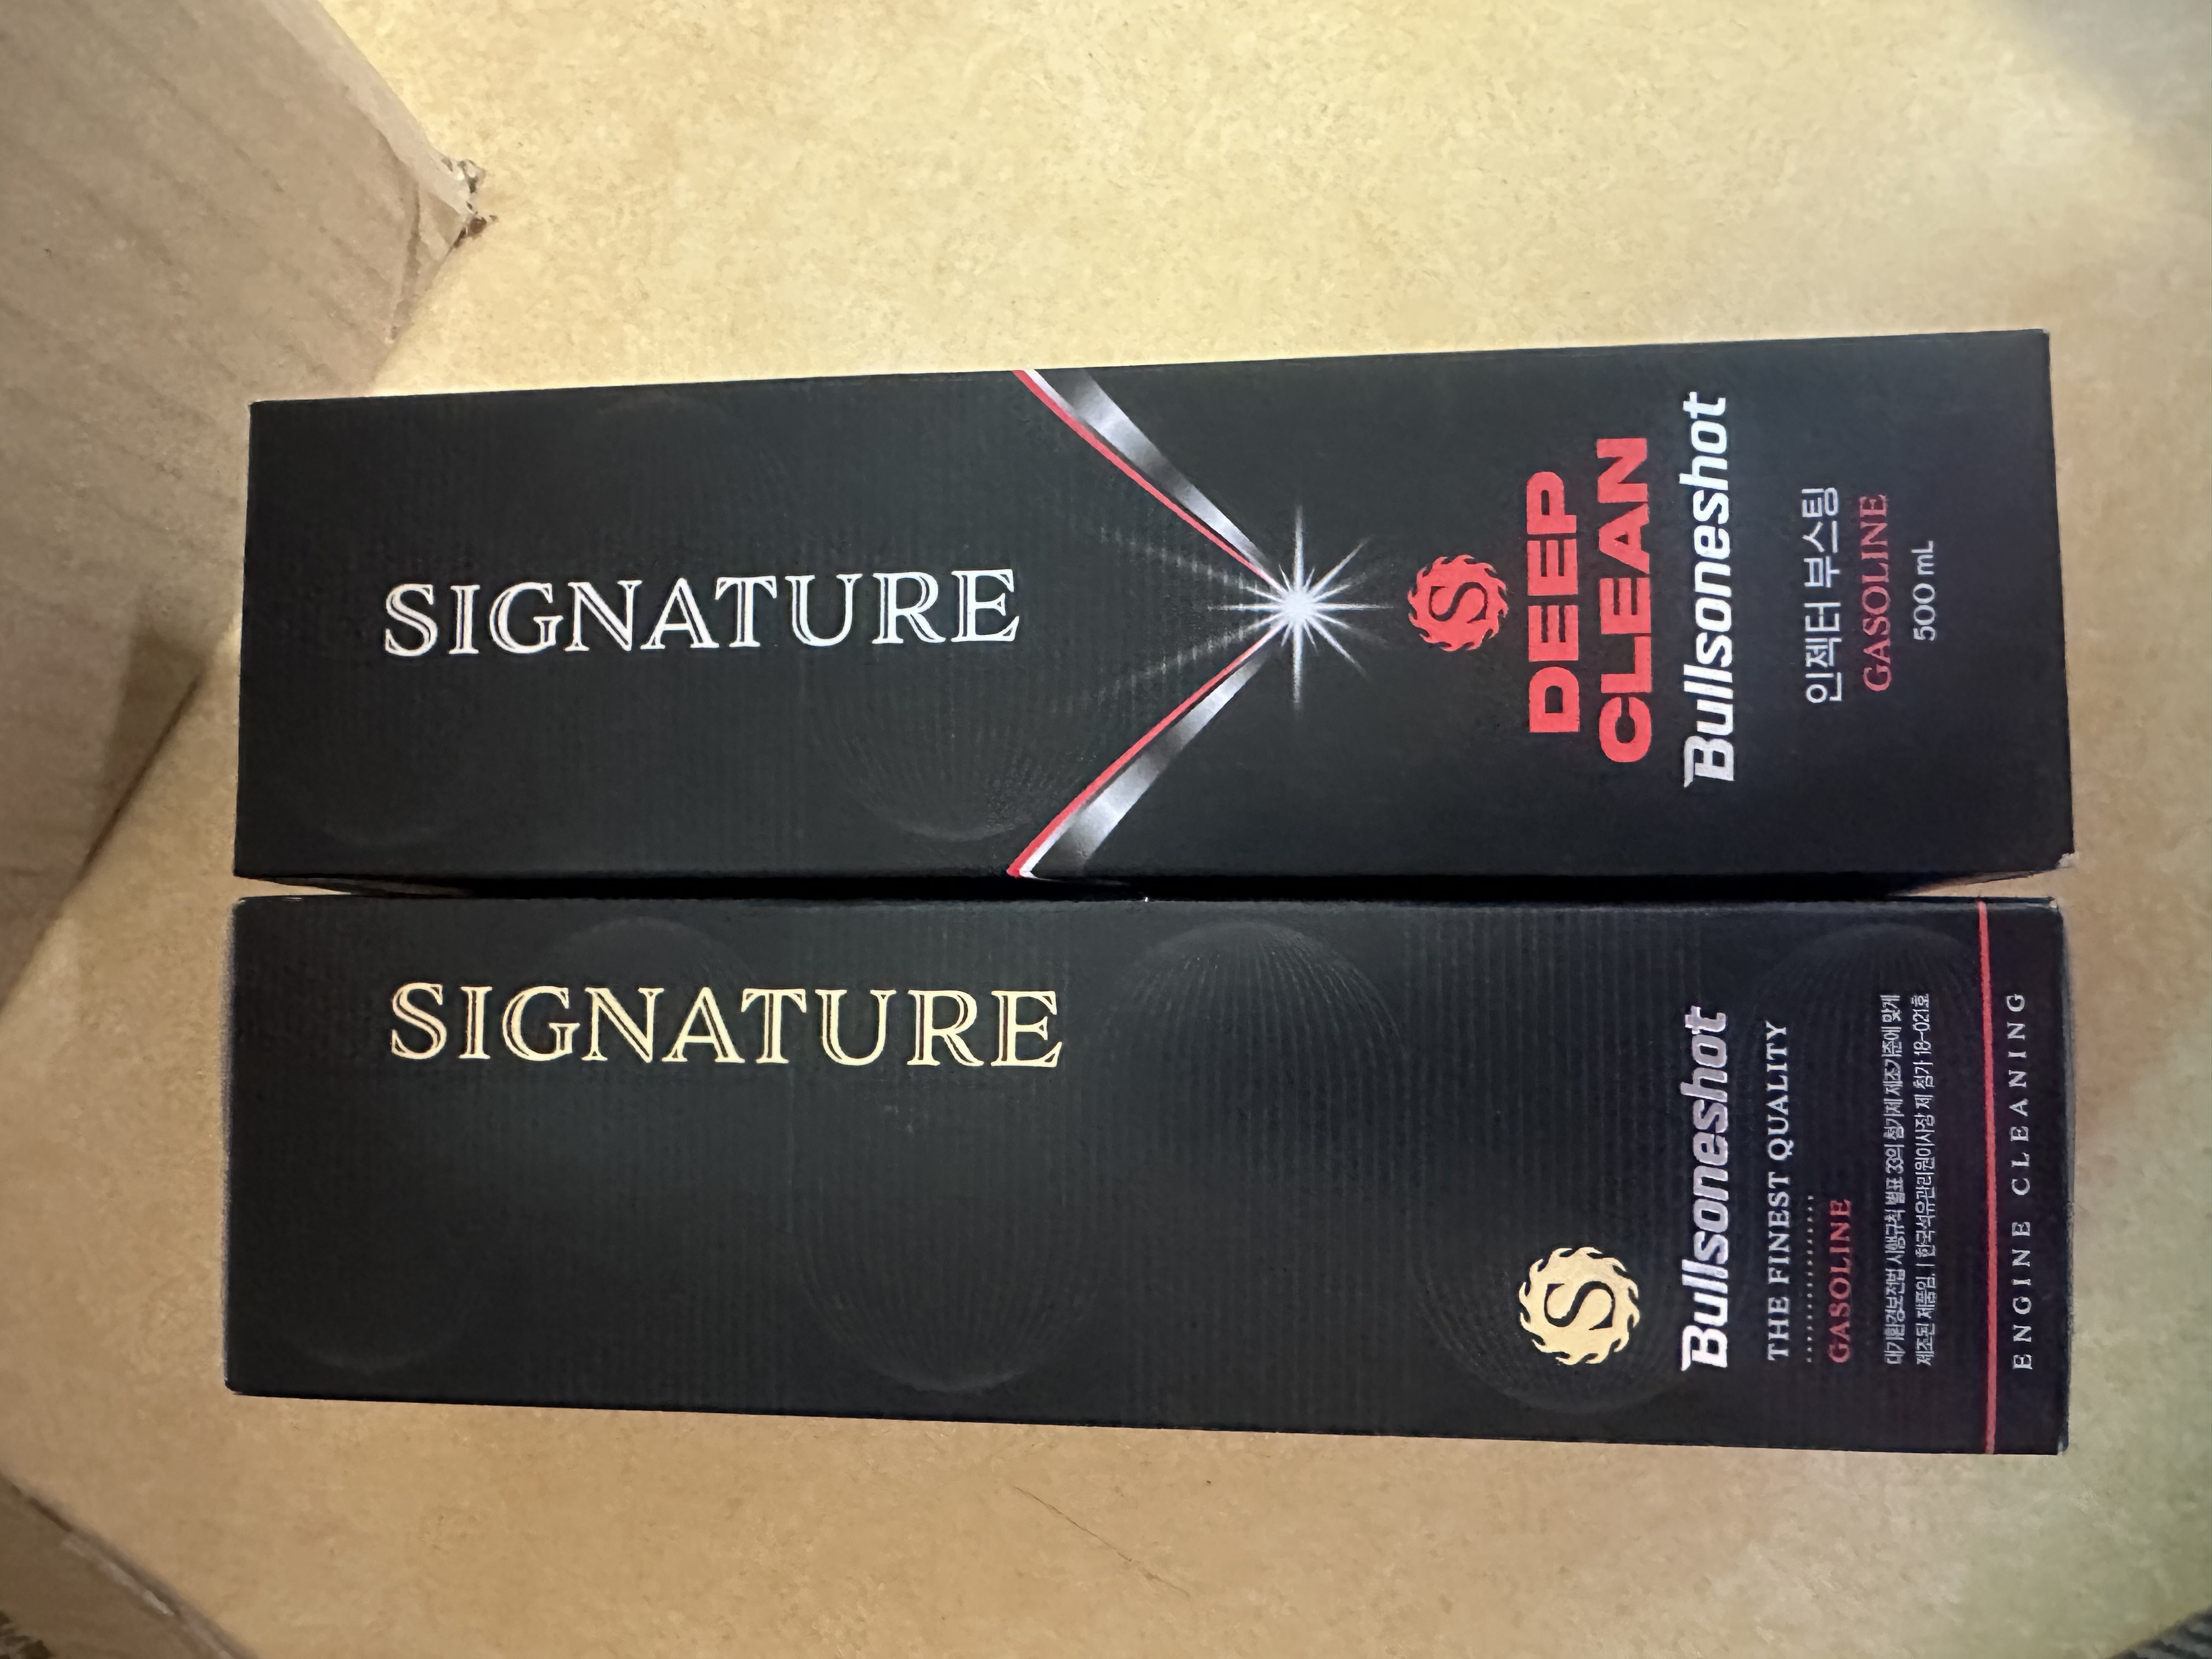 SIGNATURE
DEEP
CLEAN
Bullsoneshot
인젝터 부스팅
GASOLINE
500 mL
SIGNATURE
Bullsoneshot
THE FINEST QUALITY
GASOLINE
대기환경보전법 시행규칙 별표 33의 첨가제 제조기준에 맞게
제조된 제품임. | 한국석유관리원이사장 제 첨가 18-021호
ENGINE CLEANING